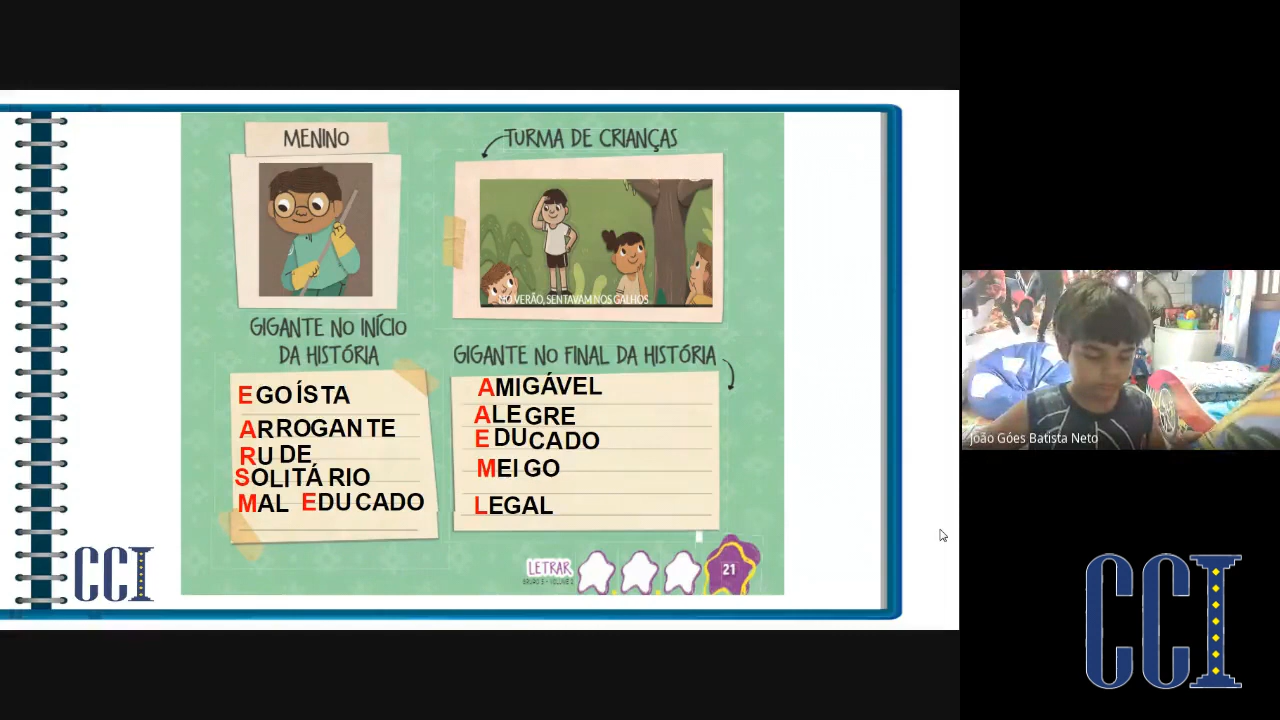 MENINO
TURMA DE CRIANÇAS
NO VERÃO, SENTAVAM NOS GALHOS
GIGANTE NO INÍCIO
DA HISTÓRIA
EGOÍSTA
ARROGANTE
RUDE
SOLITÁRIO
MAL EDUCADO
GIGANTE NO FINAL DA HISTÓRIA
AMIGÁVEL
ALEGRE
EDUCADO
MEIGO
LEGAL
LETRAR
21
CCI
João Góes Batista Neto
CCI